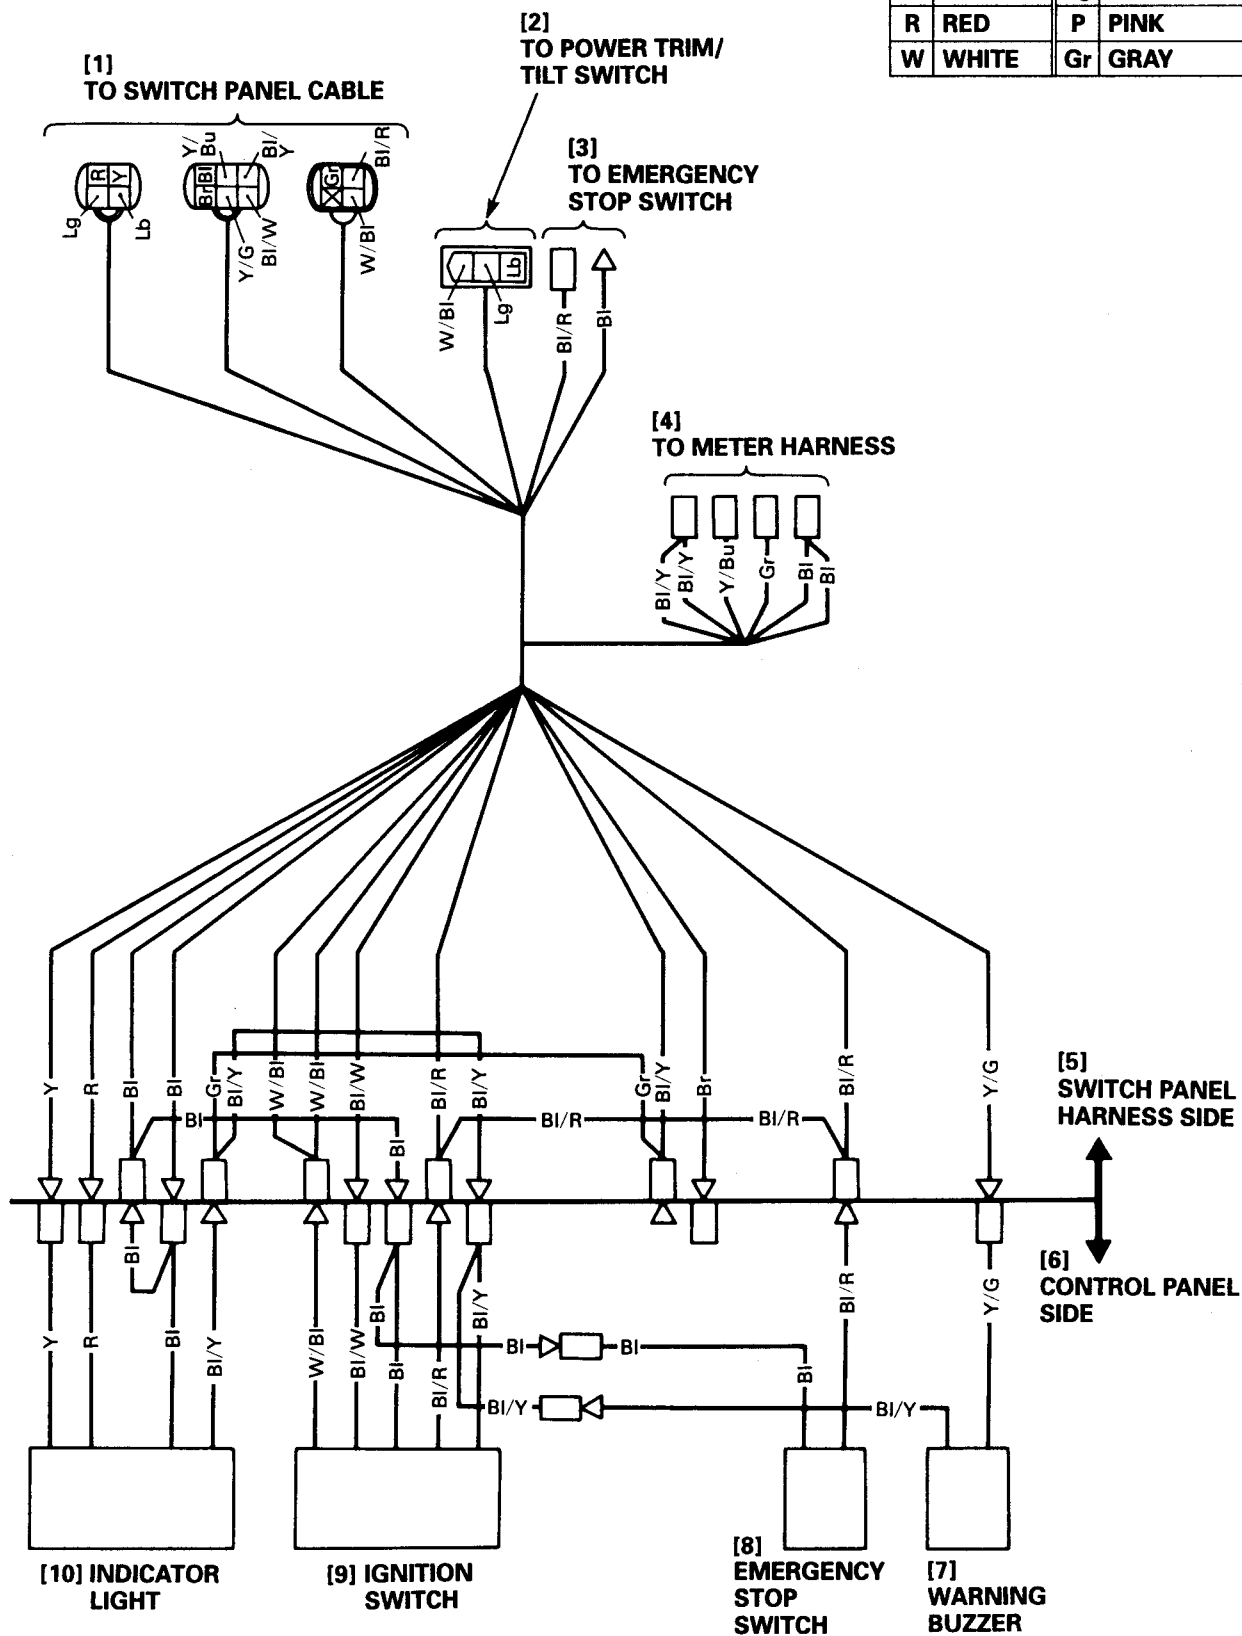 R RED P PINK
W WHITE Gr GRAY
[1]
TO SWITCH PANEL CABLE
[2]
TO POWER TRIM/
TILT SWITCH
[3]
TO EMERGENCY
STOP SWITCH
R Y
Lg Lb
Y/
Bu
Bl/
Y
Bl
Br
Y/G
Bl/W
Gr
Bl/R
W/Bl
W/Bl
Lg
Lb
Bl/R
Bl
[4]
TO METER HARNESS
Bl/Y
Bl/Y
Y/Bu
Gr
Bl
Bl
Y
R
Bl
Bl
Gr
Bl/Y
W/Bl
W/Bl
Bl/W
Bl/R
Bl/Y
Gr
Bl/Y
Br
Bl/R
Y/G
Bl
Bl
Bl/R
Bl/R
[5]
SWITCH PANEL
HARNESS SIDE
[6]
CONTROL PANEL
SIDE
Bl
Y
R
Bl
Bl/Y
W/Bl
Bl/W
Bl
Bl
Bl/R
Bl/Y
Bl
Bl
Bl
Bl/R
Y/G
Bl/Y
Bl/Y
[10] INDICATOR
LIGHT
[9] IGNITION
SWITCH
[8]
EMERGENCY
STOP
SWITCH
[7]
WARNING
BUZZER